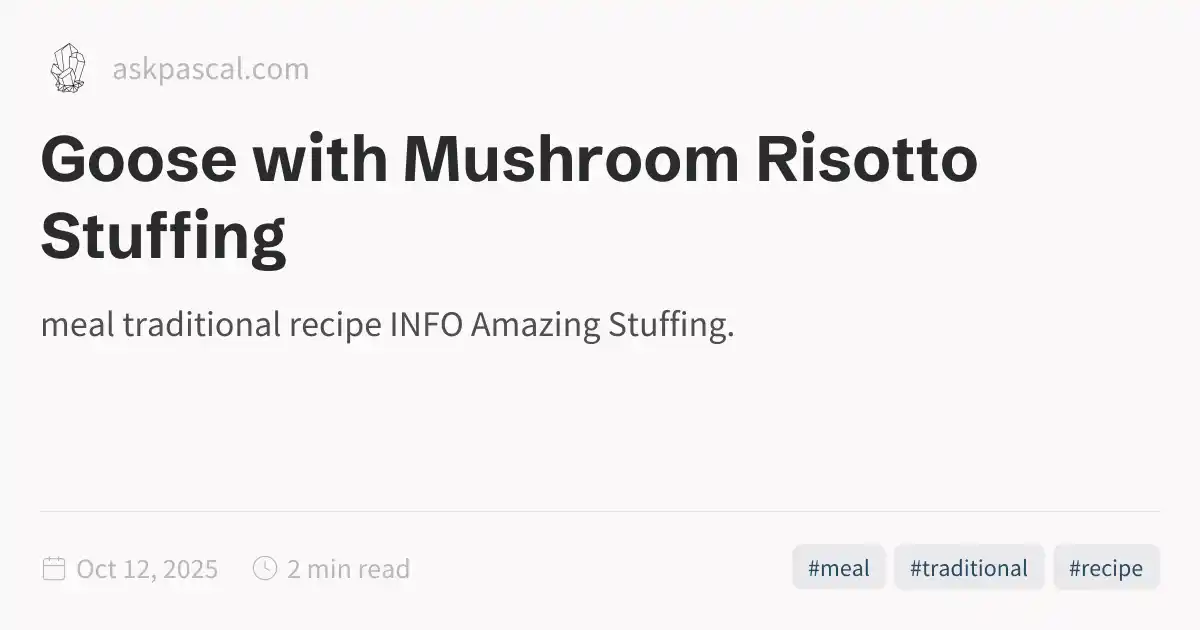 askpascal.com
Goose with Mushroom Risotto
Stuffing
meal traditional recipe INFO Amazing Stuffing.
Oct 12, 2025 2 min read #meal #traditional #recipe